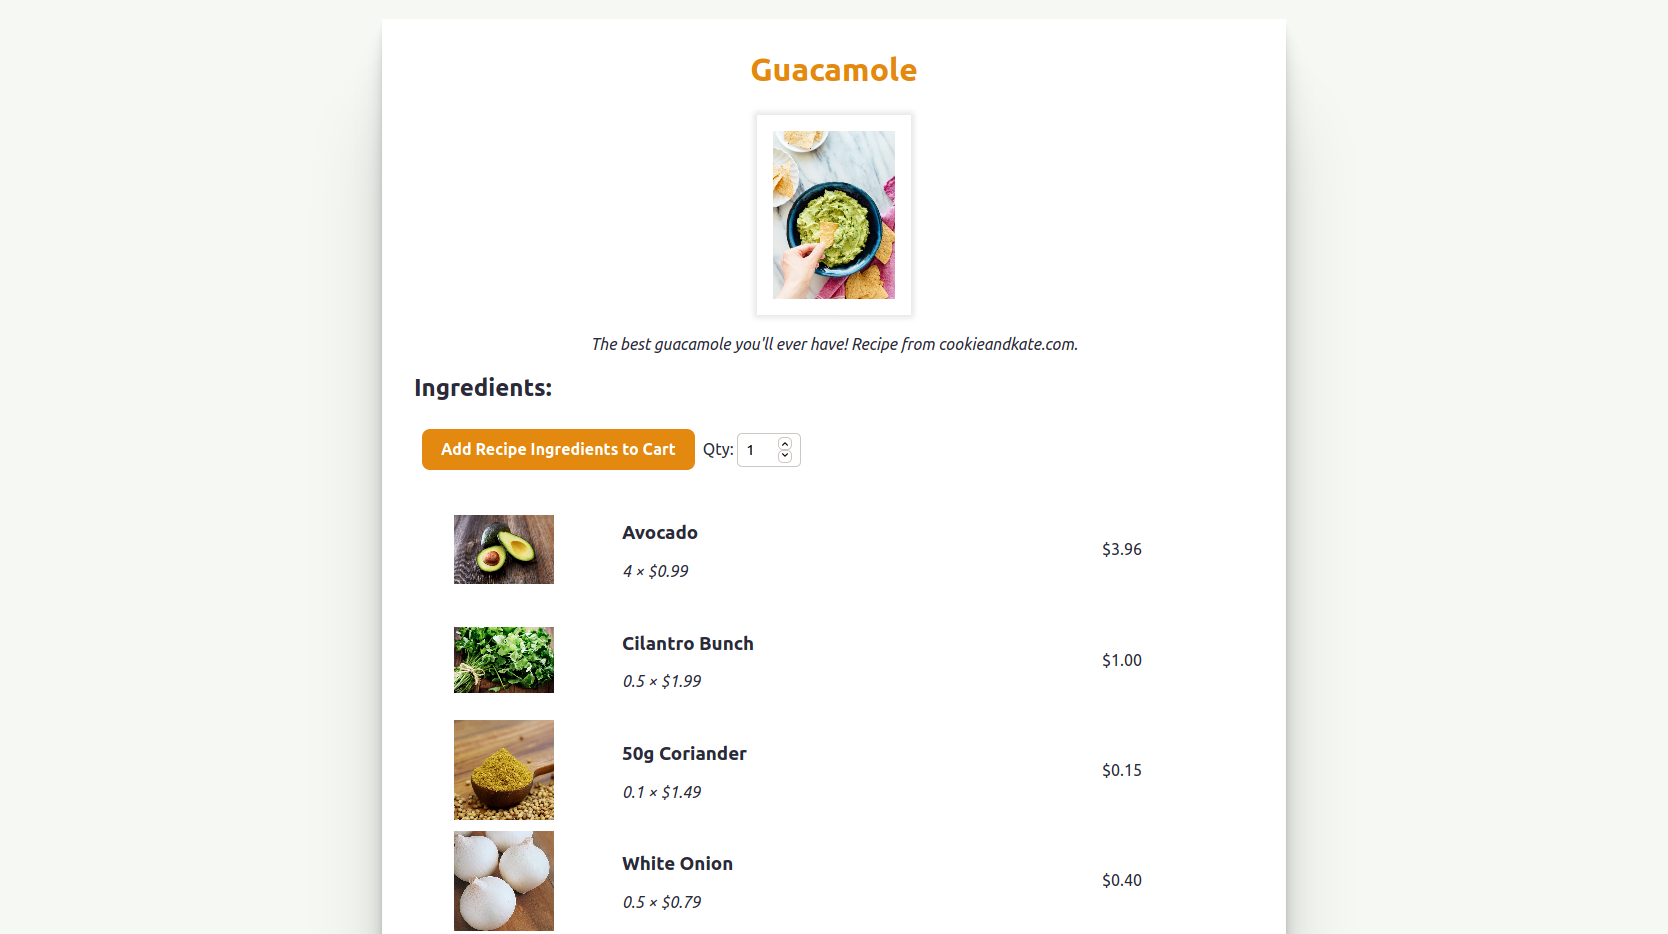 Guacamole
The best guacamole you'll ever have! Recipe from cookieandkate.com.
Ingredients:
Add Recipe Ingredients to Cart Qty: 1
Avocado
4 × $0.99
$3.96
Cilantro Bunch
0.5 × $1.99
$1.00
50g Coriander
0.1 × $1.49
$0.15
White Onion
0.5 × $0.79
$0.40